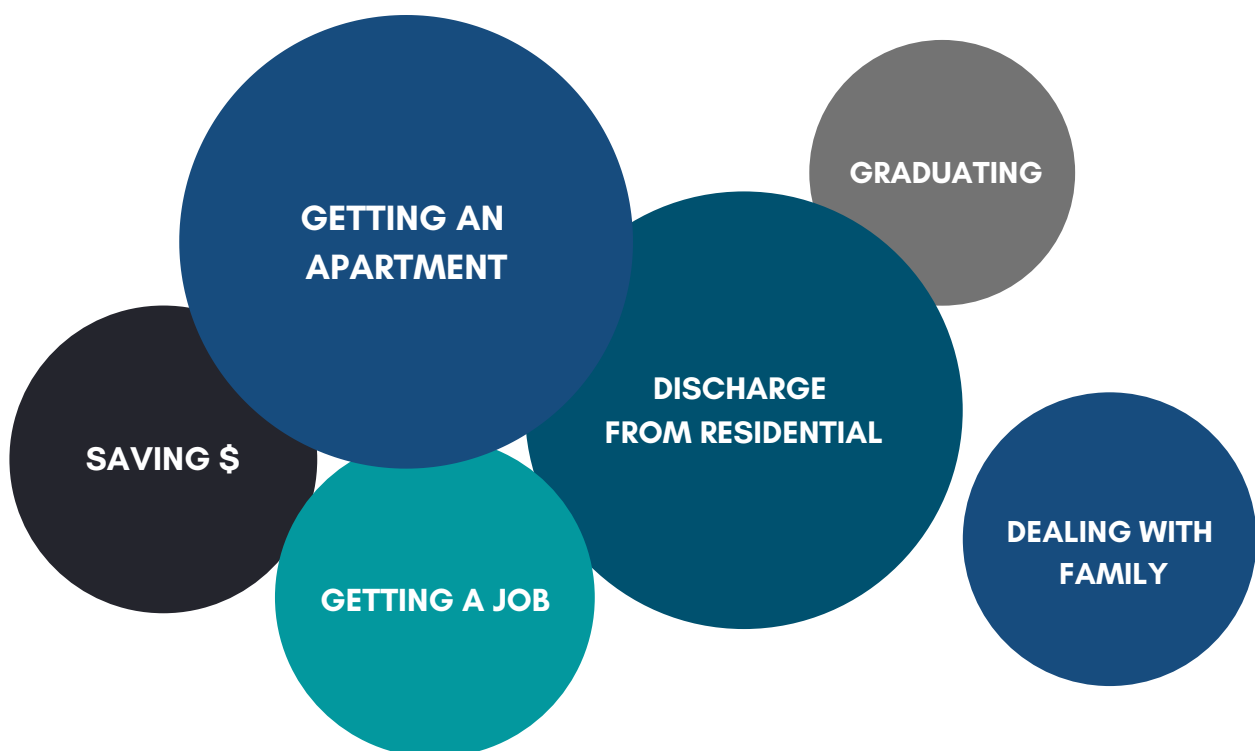 GRADUATING
GETTING AN
APARTMENT
DISCHARGE
FROM RESIDENTIAL
SAVING $
DEALING WITH
FAMILY
GETTING A JOB